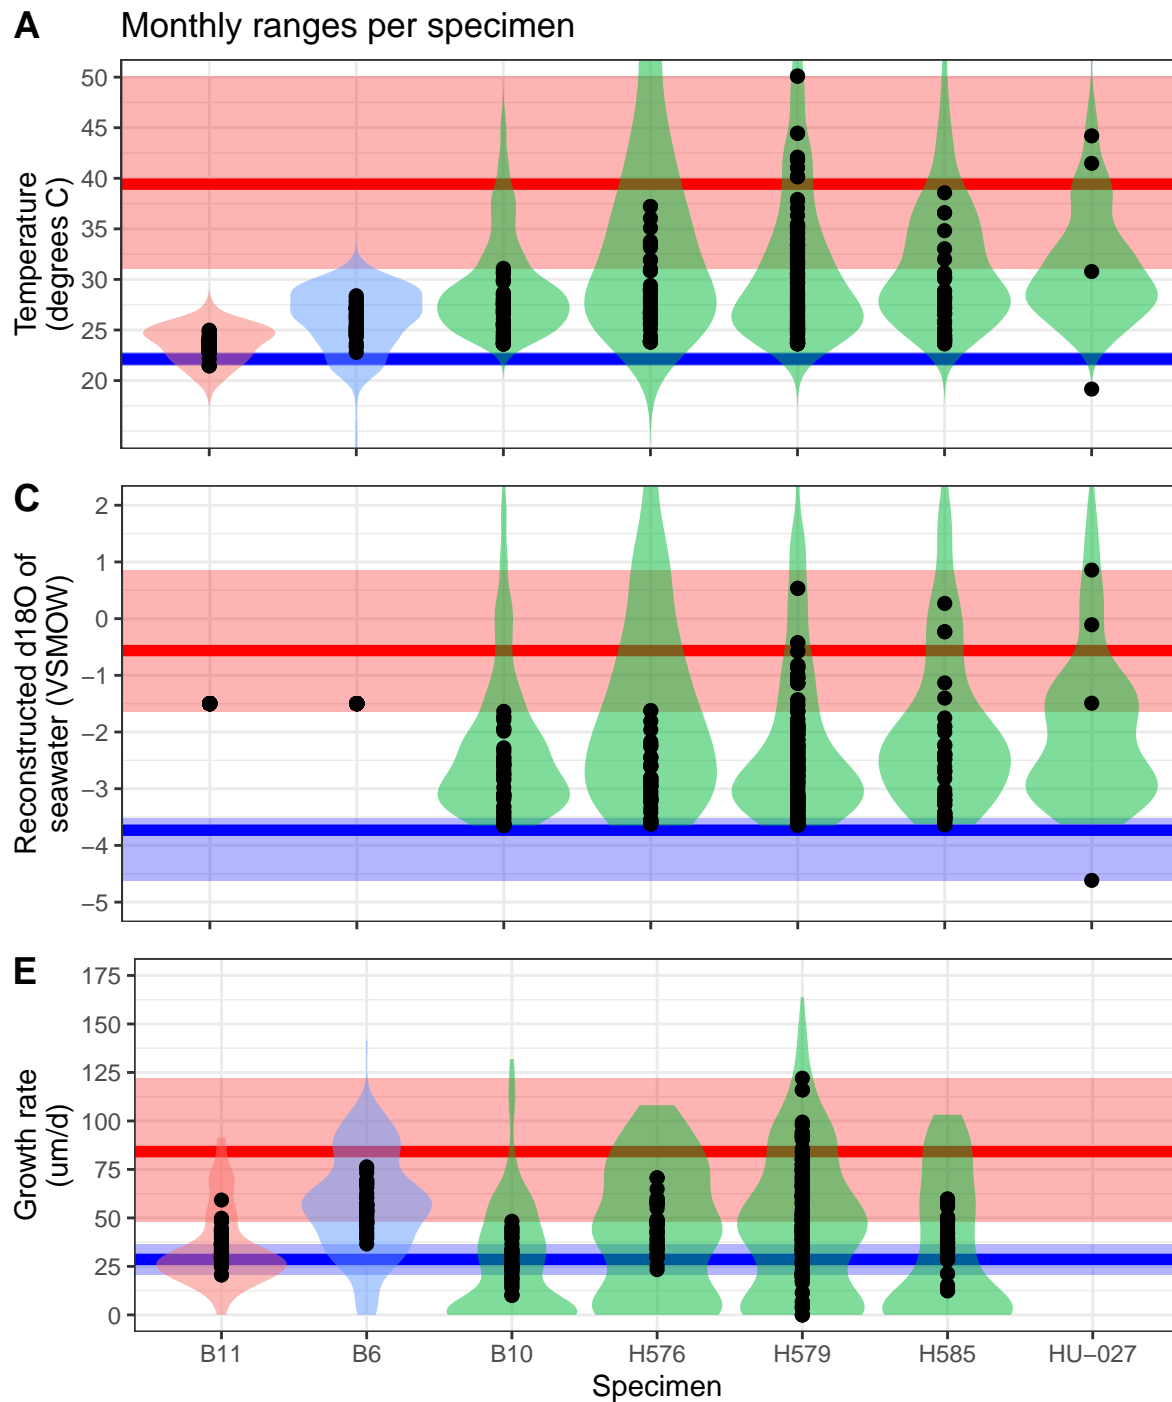 A Monthly ranges per specimen
50
45
40
35
30
25
20
Temperature
(degrees C)
C
2
1
0
−1
−2
−3
−4
−5
Reconstructed d18O of
seawater (VSMOW)
E
175
150
125
100
75
50
25
0
Growth rate
(um/d)
B11 B6 B10 H576 H579 H585 HU−027
Specimen